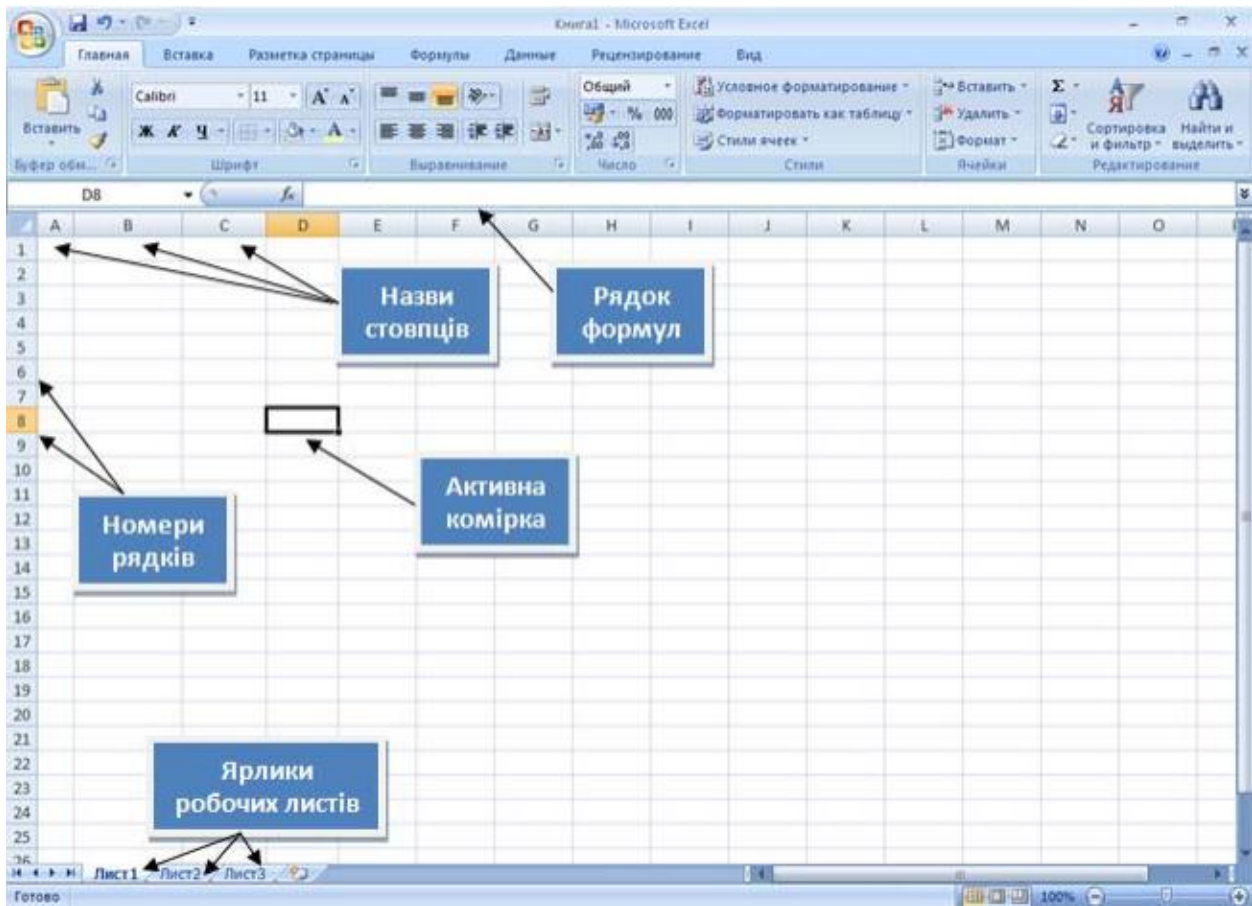 Книга1 - Microsoft Excel
Главная Вставка Разметка страницы Формулы Данные Рецензирование Вид
Вставить
Calibri 11
Ж К Ч
Общий
% 000
Условное форматирование
Форматировать как таблицу
Стили ячеек
Вставить
Удалить
Формат
Σ
Сортировка и фильтр
Найти и выделить
Буфер обм... Шрифт Выравнивание Число Стили Ячейки Редактирование
D8 fx
A B C D E F G H I J K L M N O
1
2
3
4
5
6
7
8
9
10
11
12
13
14
15
16
17
18
19
20
21
22
23
24
25
26
Назви
стовпців
Рядок
формул
Активна
комірка
Номери
рядків
Ярлики
робочих листів
Лист1 Лист2 Лист3
Готово 100%